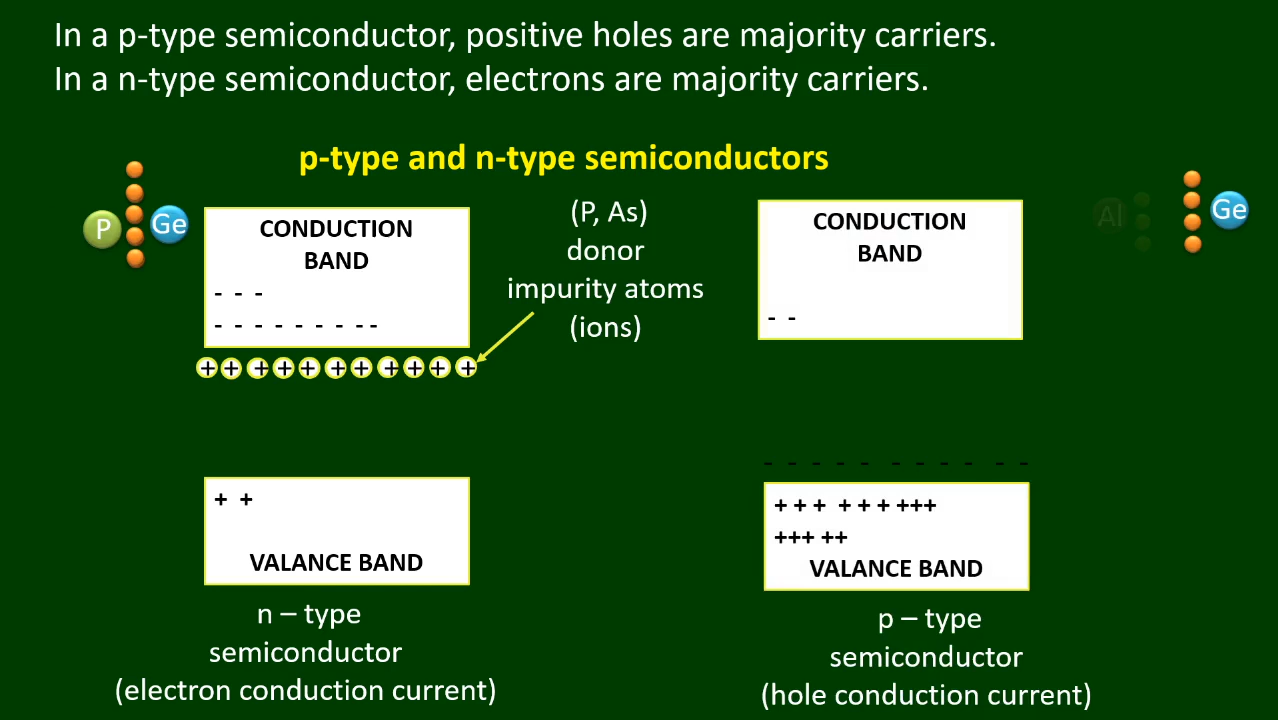 In a p-type semiconductor, positive holes are majority carriers.
In a n-type semiconductor, electrons are majority carriers.
p-type and n-type semiconductors
P
Ge
CONDUCTION
BAND
- - -
- - - - - - - - -
+ + + + + + + + + + +
(P, As)
donor
impurity atoms
(ions)
CONDUCTION
BAND
- -
Al
Ge
+ +
VALANCE BAND
n – type
semiconductor
(electron conduction current)
- - - - - - - - - - -
+ + + + + + +++
+++ ++
VALANCE BAND
p – type
semiconductor
(hole conduction current)